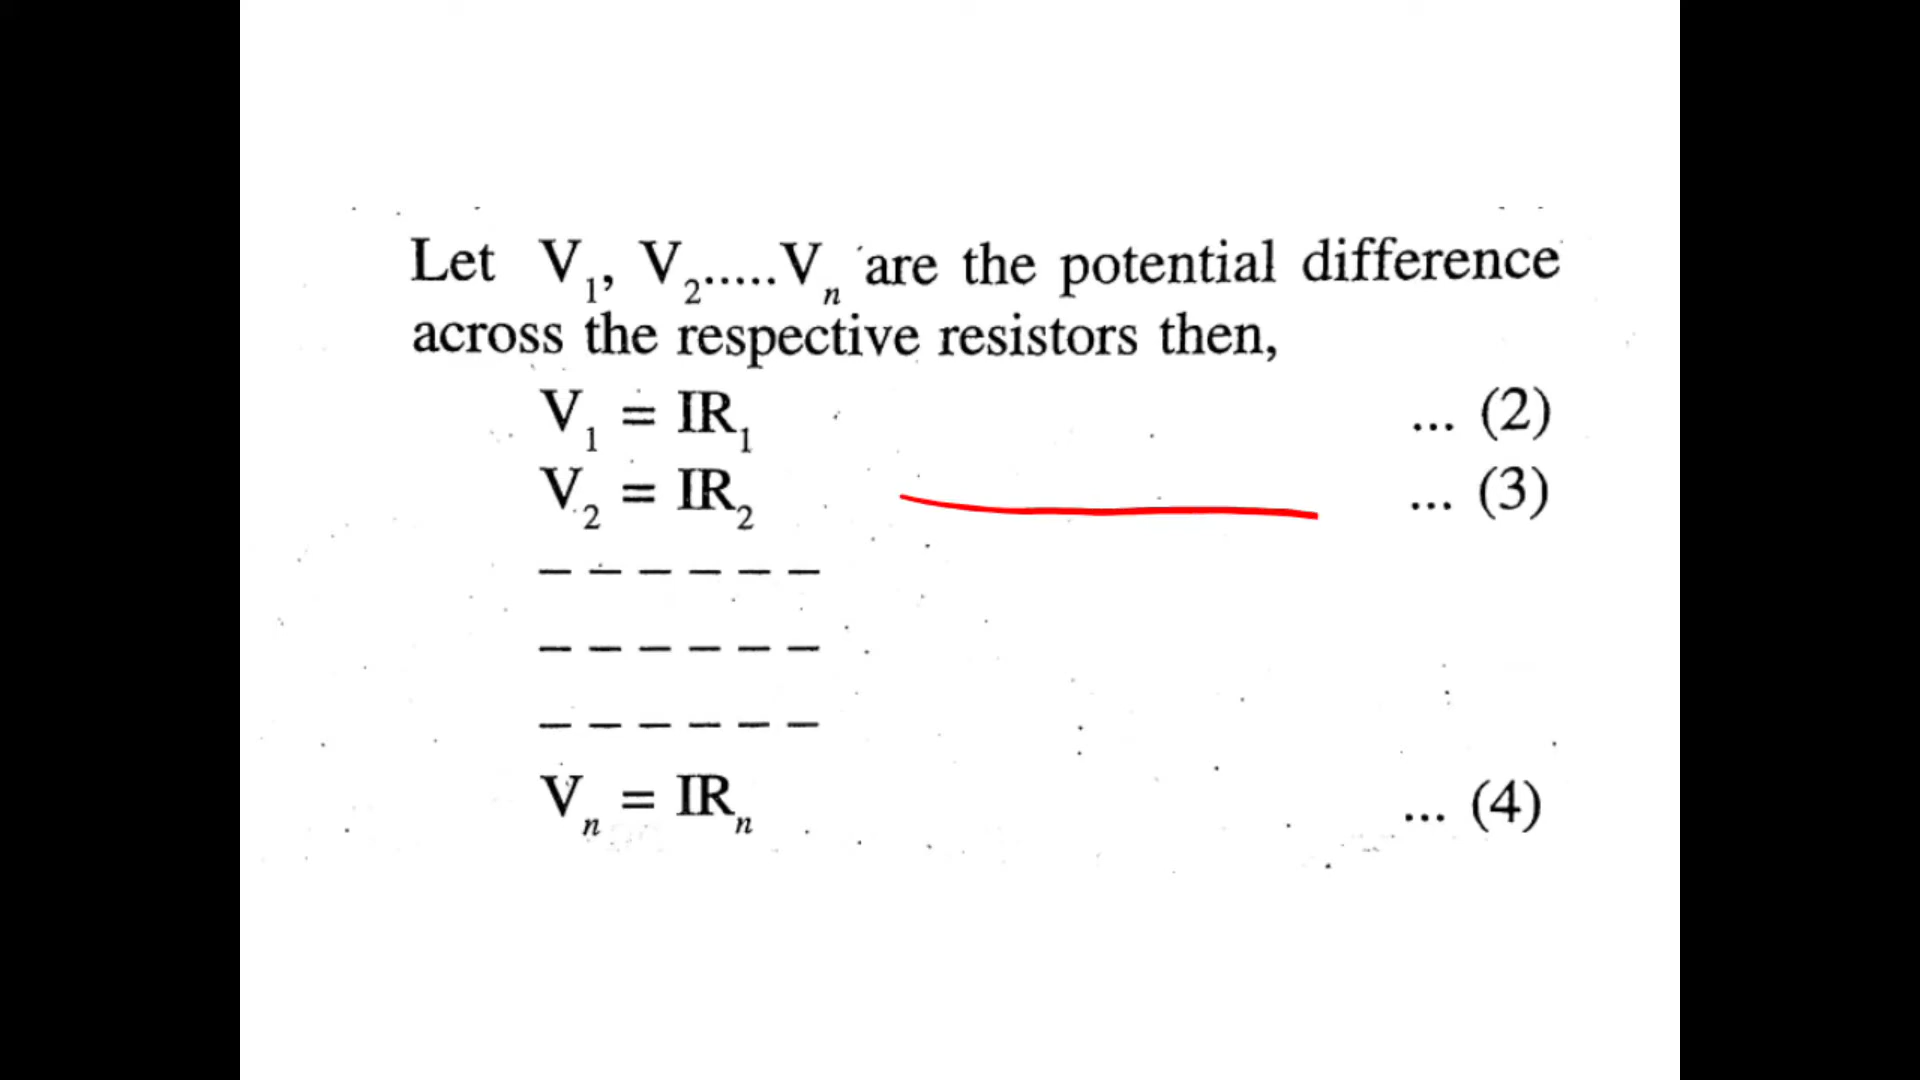 Let V₁, V₂.....Vₙ are the potential difference
across the respective resistors then,
V₁ = IR₁ ... (2)
V₂ = IR₂ ... (3)
– – – – – –
– – – – – –
– – – – – –
Vₙ = IRₙ ... (4)